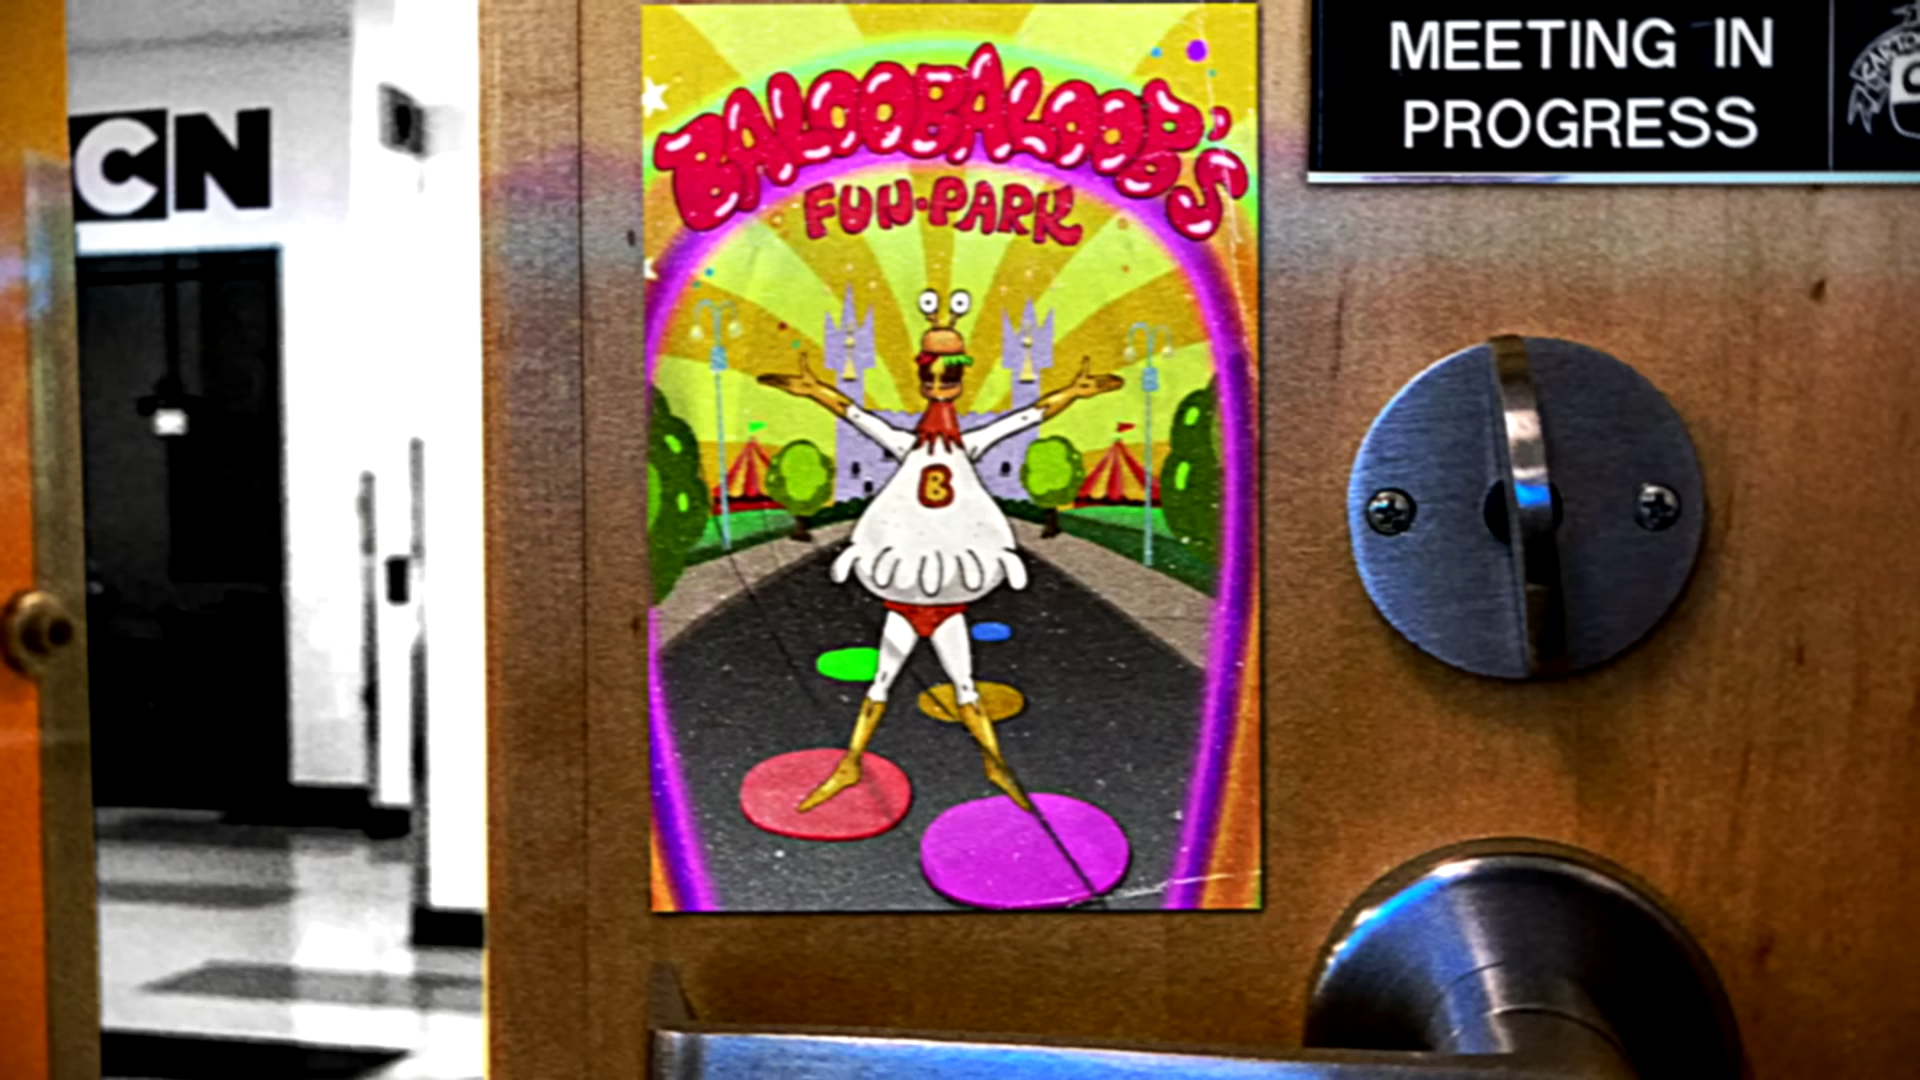 CN
BALOOBALOOB'S
FUN-PARK
B
MEETING IN
PROGRESS